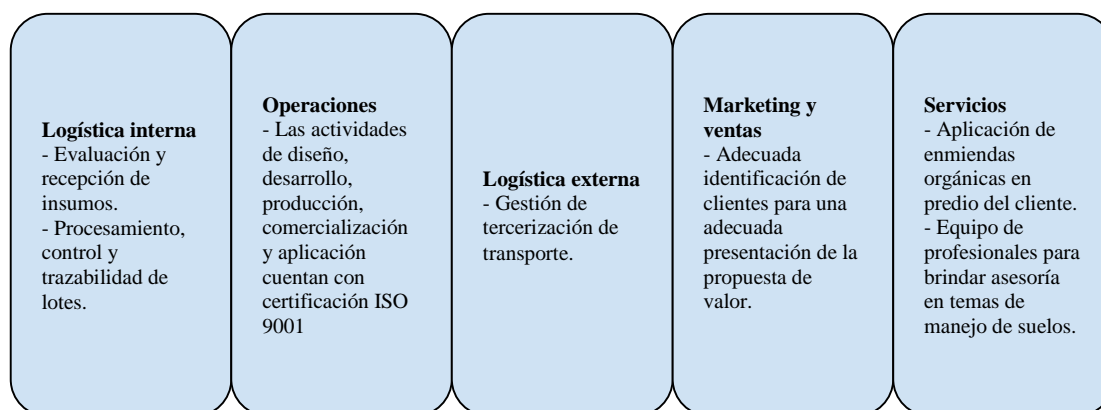 Logística interna
- Evaluación y
recepción de
insumos.
- Procesamiento,
control y
trazabilidad de
lotes.
Operaciones
- Las actividades
de diseño,
desarrollo,
producción,
comercialización
y aplicación
cuentan con
certificación ISO
9001
Logística externa
- Gestión de
tercerización de
transporte.
Marketing y
ventas
- Adecuada
identificación de
clientes para una
adecuada
presentación de la
propuesta de
valor.
Servicios
- Aplicación de
enmiendas
orgánicas en
predio del cliente.
- Equipo de
profesionales para
brindar asesoría
en temas de
manejo de suelos.